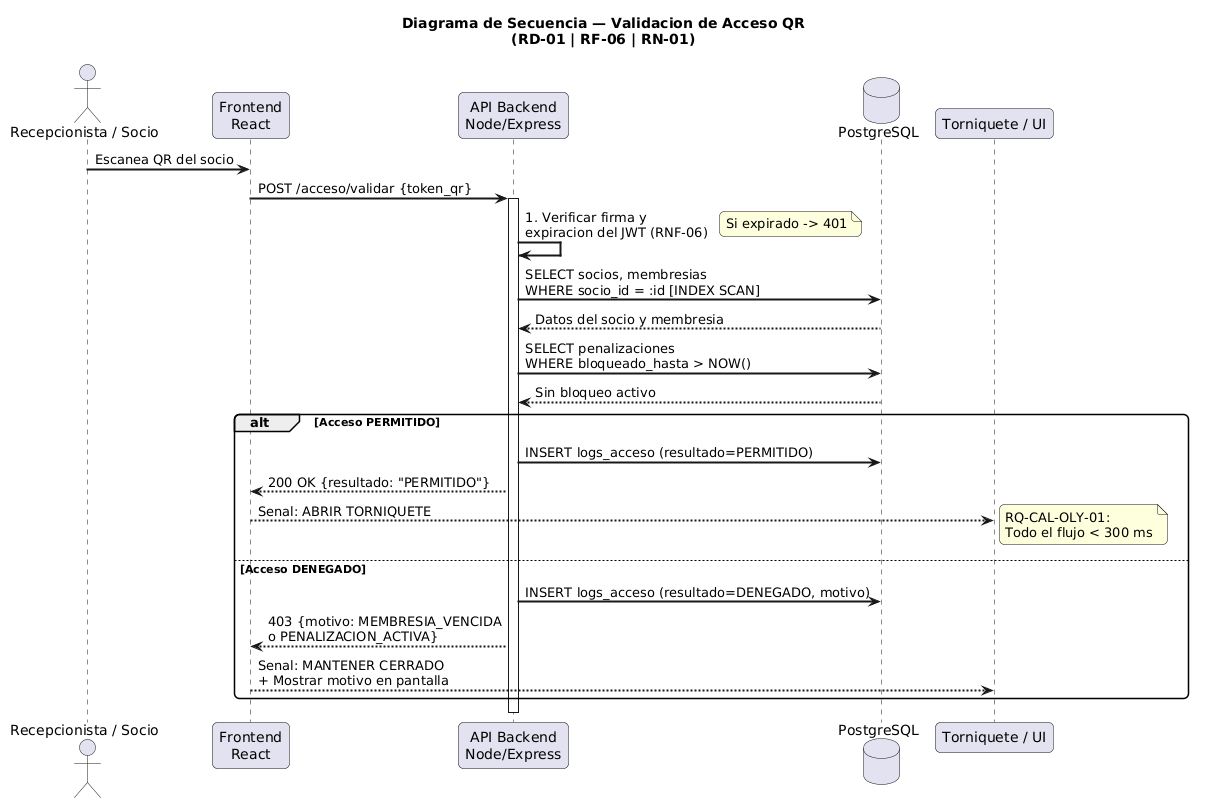 Diagrama de Secuencia — Validacion de Acceso QR
(RD-01 | RF-06 | RN-01)
Recepcionista / Socio
Frontend
React
API Backend
Node/Express
PostgreSQL
Torniquete / UI
Escanea QR del socio
POST /acceso/validar {token_qr}
1. Verificar firma y
expiracion del JWT (RNF-06)
Si expirado -> 401
SELECT socios, membresias
WHERE socio_id = :id [INDEX SCAN]
Datos del socio y membresia
SELECT penalizaciones
WHERE bloqueado_hasta > NOW()
Sin bloqueo activo
alt
[Acceso PERMITIDO]
INSERT logs_acceso (resultado=PERMITIDO)
200 OK {resultado: "PERMITIDO"}
Senal: ABRIR TORNIQUETE
RQ-CAL-OLY-01:
Todo el flujo < 300 ms
[Acceso DENEGADO]
INSERT logs_acceso (resultado=DENEGADO, motivo)
403 {motivo: MEMBRESIA_VENCIDA
o PENALIZACION_ACTIVA}
Senal: MANTENER CERRADO
+ Mostrar motivo en pantalla
Recepcionista / Socio
Frontend
React
API Backend
Node/Express
PostgreSQL
Torniquete / UI